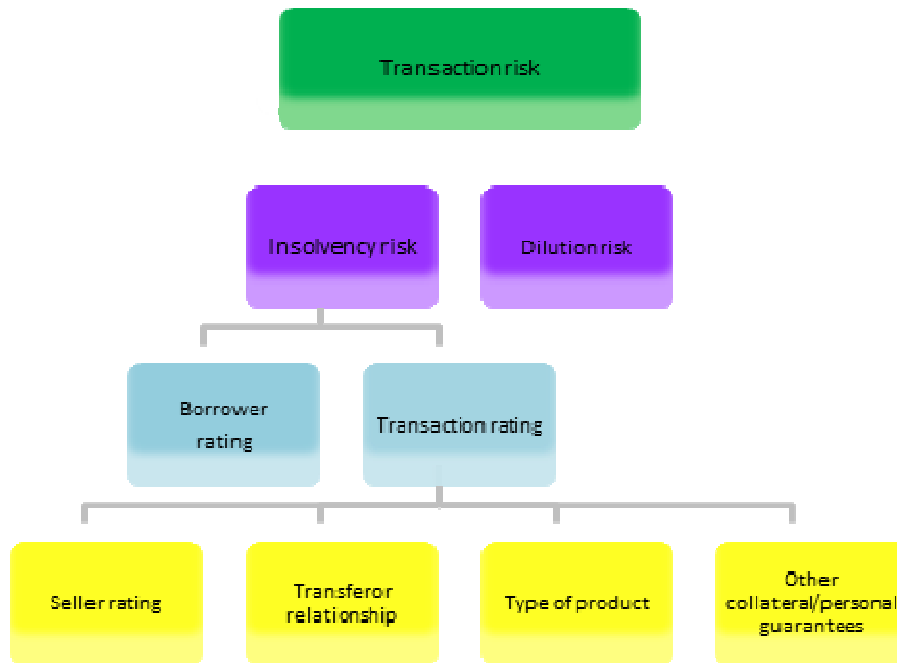 Transaction risk
Insolvency risk
Dilution risk
Borrower
rating
Transaction rating
Seller rating
Transferor
relationship
Type of product
Other
collateral/personal
guarantees